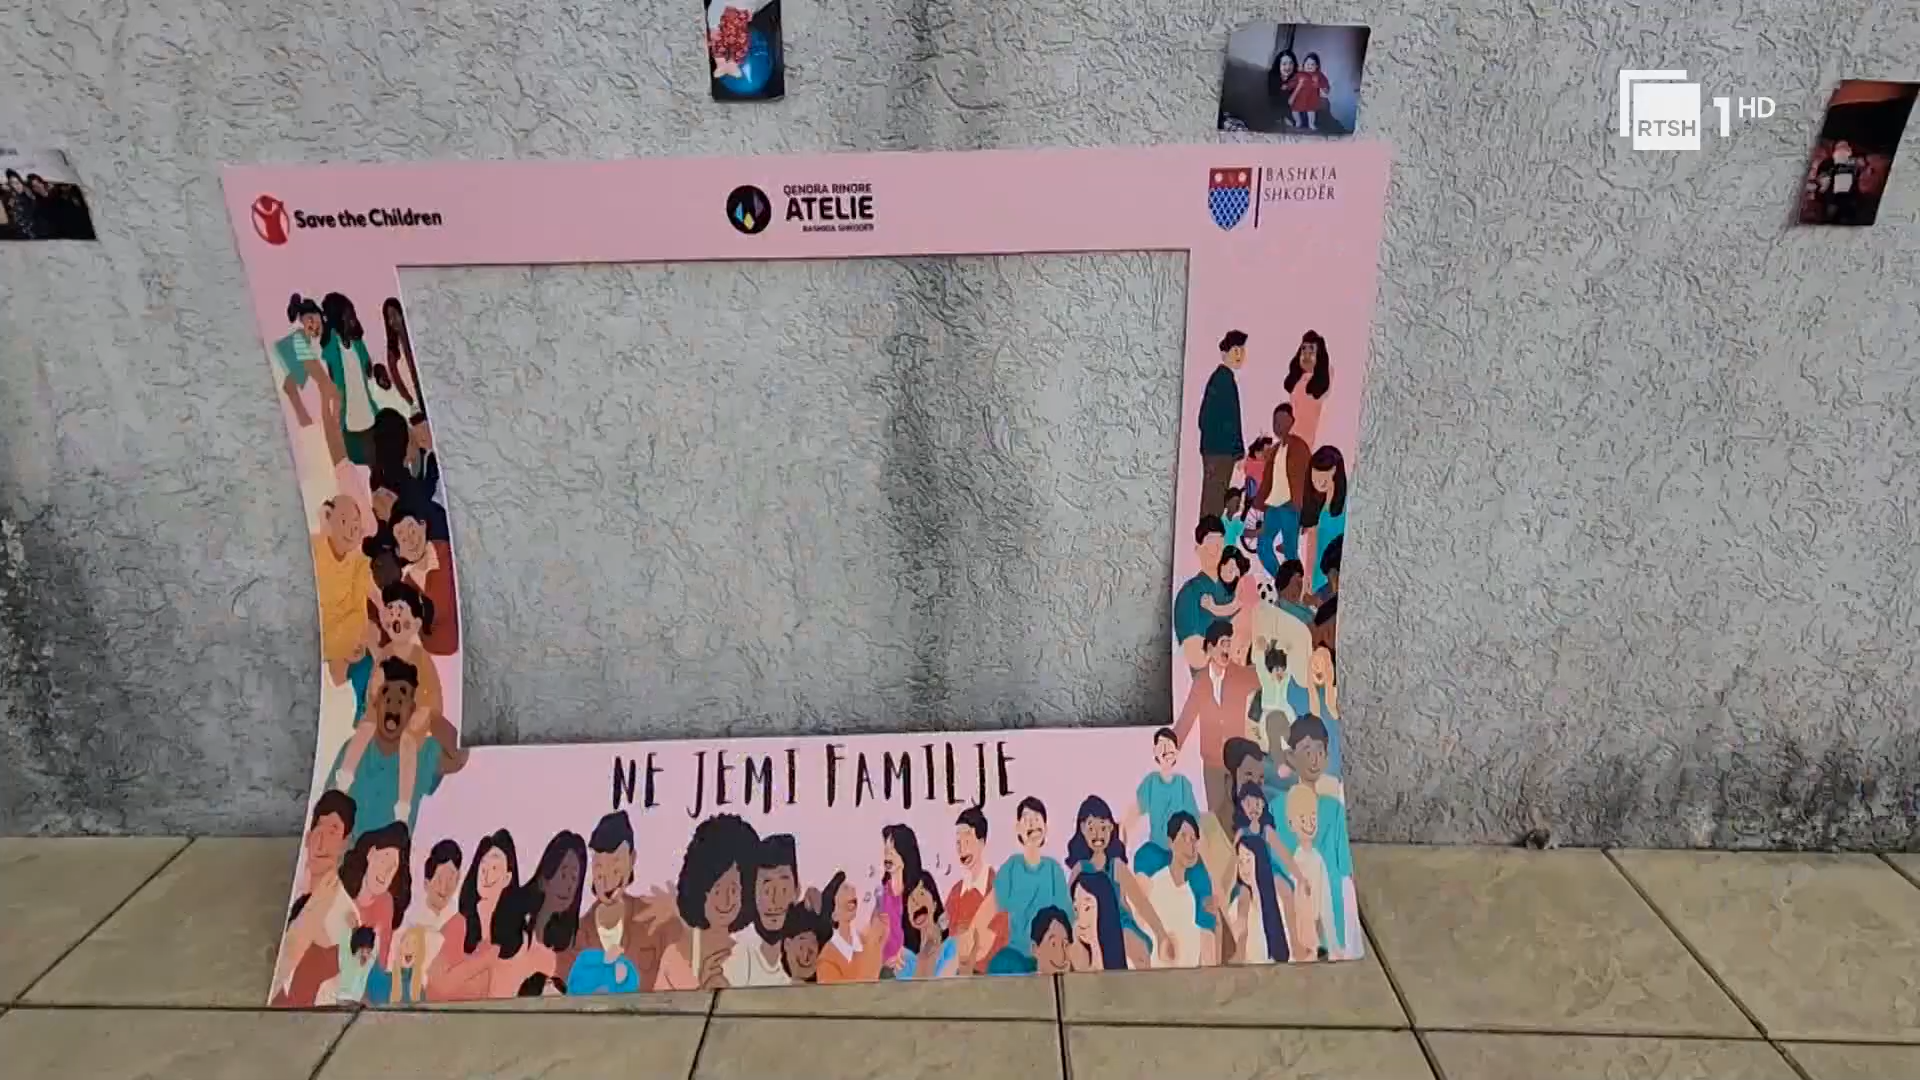 Save the Children
QENDRA RINORE
ATELIE
BASHKIA SHKODËR
BASHKIA
SHKODËR
RTSH 1 HD
NE JEMI FAMILJE